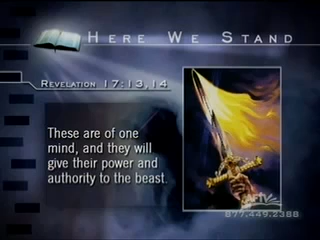 Here We Stand
Revelation 17:13,14
These are of one
mind, and they will
give their power and
authority to the beast.
877.449.2388